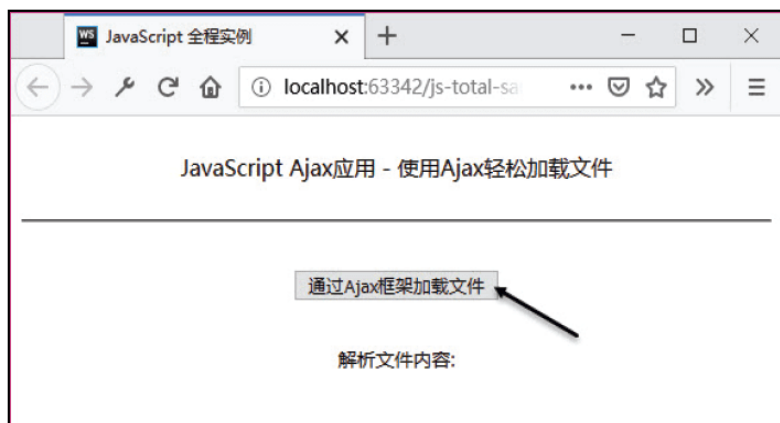 WS JavaScript 全程实例
localhost:63342/js-total-sa
JavaScript Ajax应用 - 使用Ajax轻松加载文件
通过Ajax框架加载文件
解析文件内容: